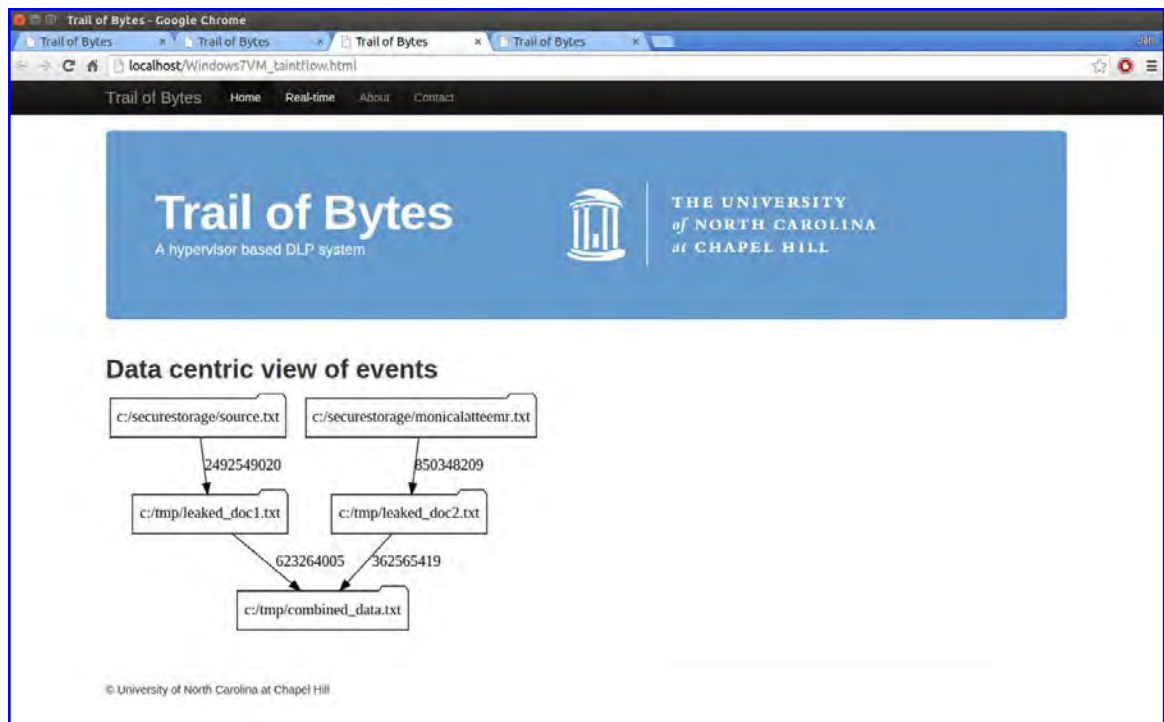 Trail of Bytes - Google Chrome
Trail of Bytes × Trail of Bytes × Trail of Bytes × Trail of Bytes × Jan
localhost/Windows7VM_taintflow.html
Trail of Bytes Home Real-time About Contact
Trail of Bytes
A hypervisor based DLP system
THE UNIVERSITY
of NORTH CAROLINA
at CHAPEL HILL
Data centric view of events
c:/securestorage/source.txt c:/securestorage/monicalatteemr.txt
2492549020 850348209
c:/tmp/leaked_doc1.txt c:/tmp/leaked_doc2.txt
623264005 362565419
c:/tmp/combined_data.txt
© University of North Carolina at Chapel Hill